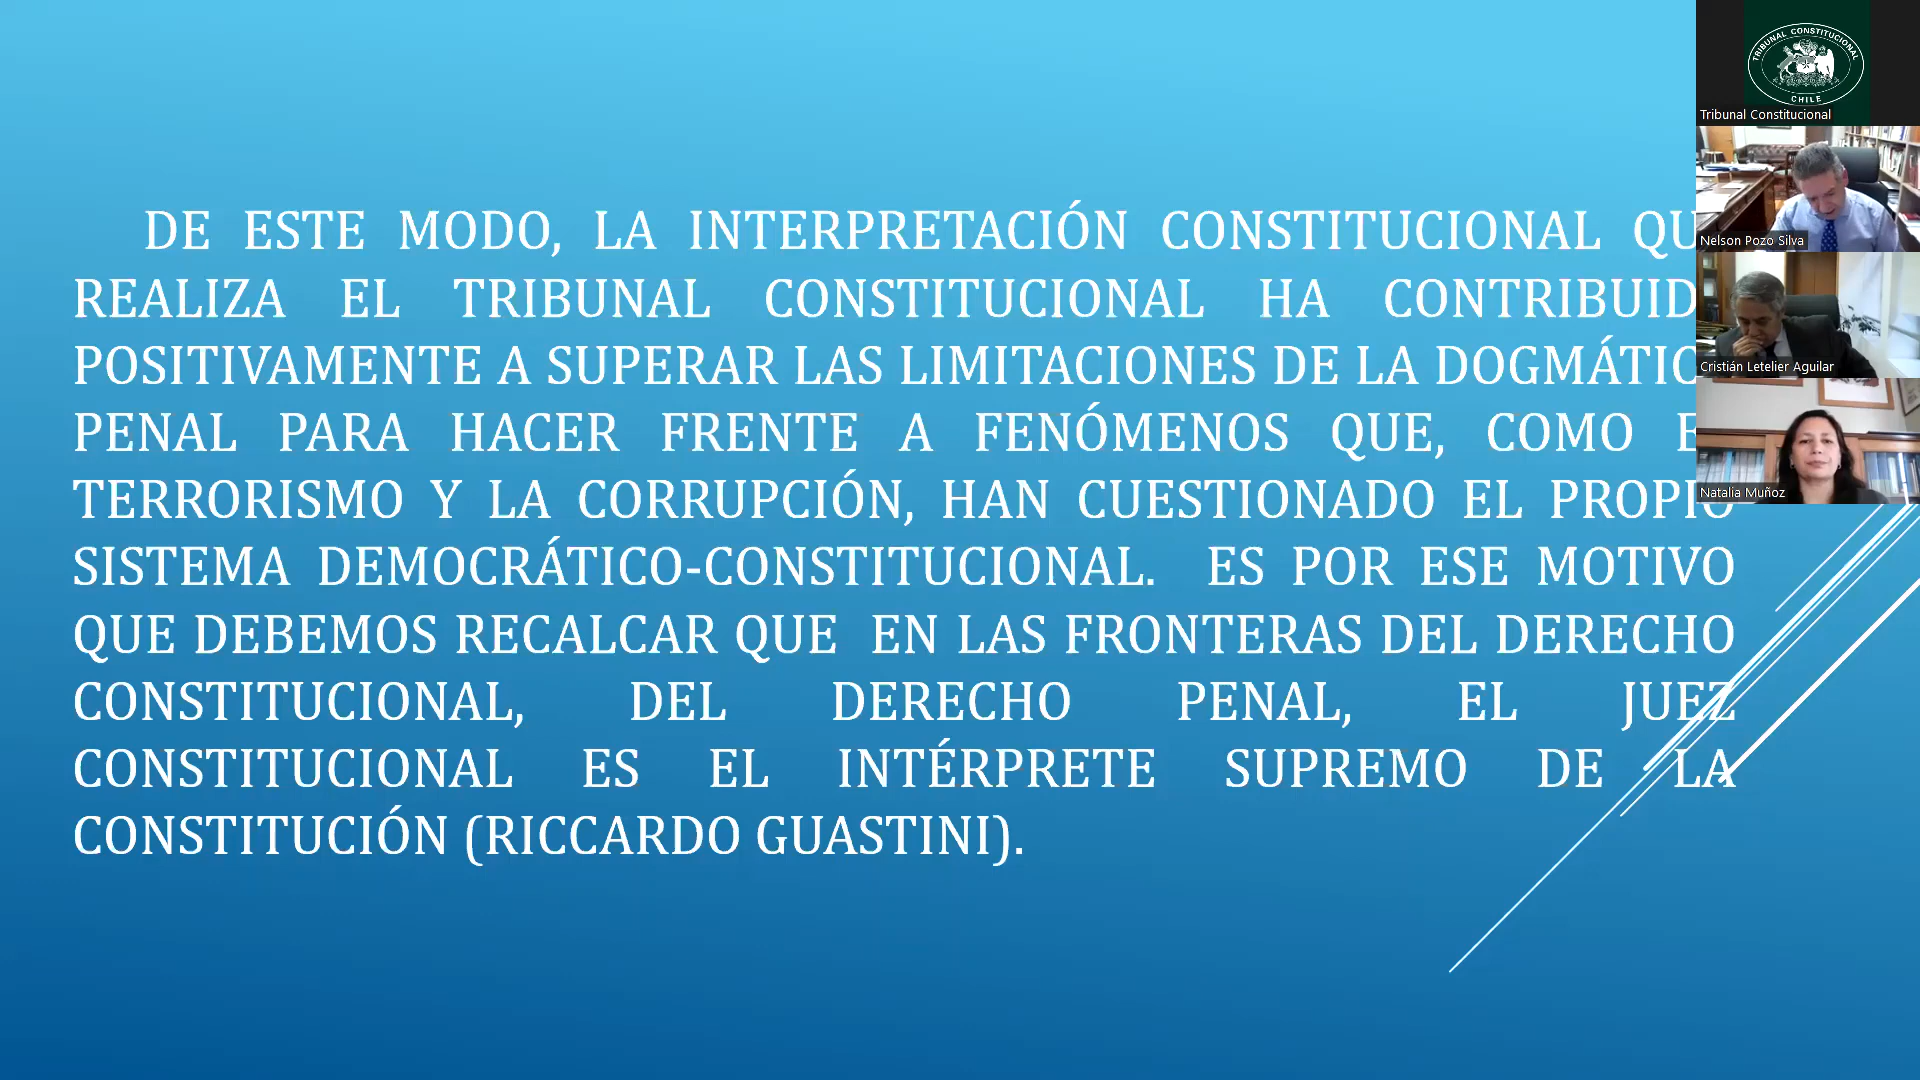 DE ESTE MODO, LA INTERPRETACIÓN CONSTITUCIONAL QU
REALIZA EL TRIBUNAL CONSTITUCIONAL HA CONTRIBUID
POSITIVAMENTE A SUPERAR LAS LIMITACIONES DE LA DOGMÁTIC
PENAL PARA HACER FRENTE A FENÓMENOS QUE, COMO E
TERRORISMO Y LA CORRUPCIÓN, HAN CUESTIONADO EL PROPIO
SISTEMA DEMOCRÁTICO-CONSTITUCIONAL. ES POR ESE MOTIVO
QUE DEBEMOS RECALCAR QUE EN LAS FRONTERAS DEL DERECHO
CONSTITUCIONAL, DEL DERECHO PENAL, EL JUEZ
CONSTITUCIONAL ES EL INTÉRPRETE SUPREMO DE LA
CONSTITUCIÓN (RICCARDO GUASTINI).
TRIBUNAL CONSTITUCIONAL
CHILE
Tribunal Constitucional
Nelson Pozo Silva
Cristián Letelier Aguilar
Natalia Muñoz